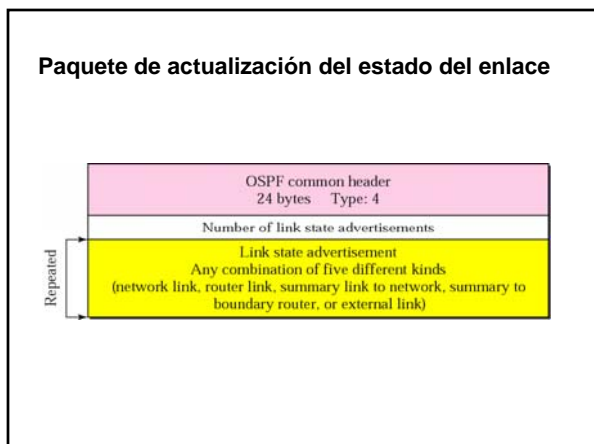 Paquete de actualización del estado del enlace
OSPF common header
24 bytes Type: 4
Number of link state advertisements
Repeated
Link state advertisement
Any combination of five different kinds
(network link, router link, summary link to network, summary to
boundary router, or external link)